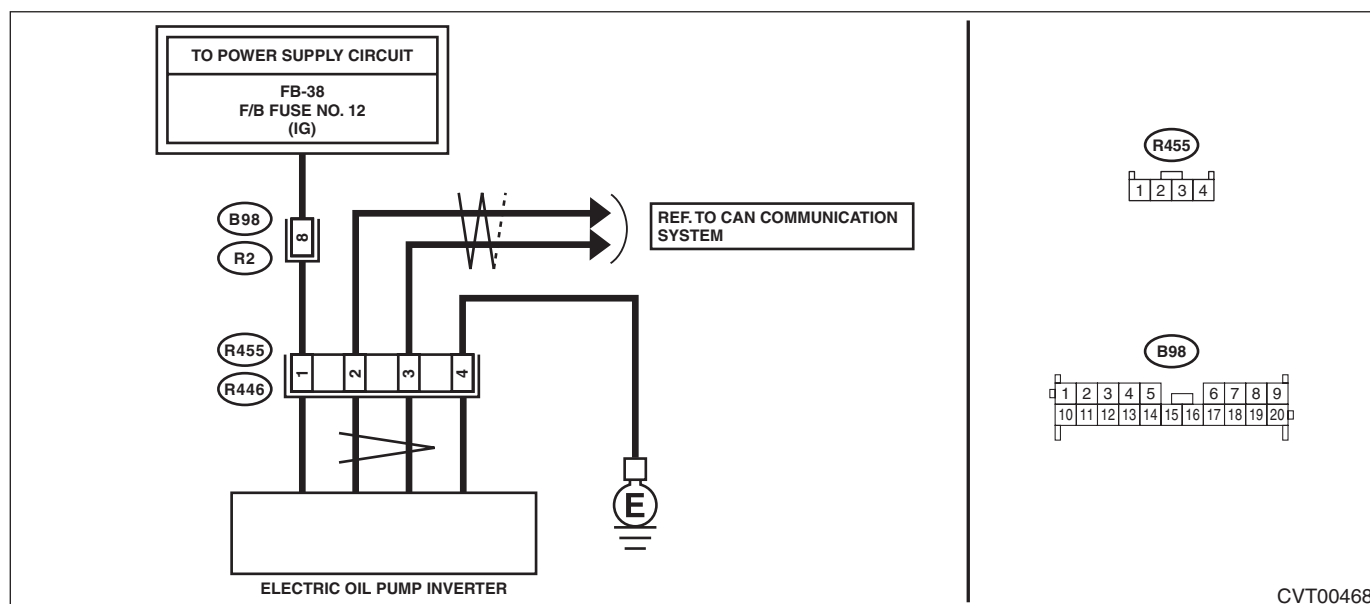 TO POWER SUPPLY CIRCUIT
FB-38
F/B FUSE NO. 12
(IG)
B98
8
R2
REF. TO CAN COMMUNICATION
SYSTEM
R455
1 2 3 4
R446
E
ELECTRIC OIL PUMP INVERTER
R455
1 2 3 4
B98
1 2 3 4 5 6 7 8 9
10 11 12 13 14 15 16 17 18 19 20
CVT00468